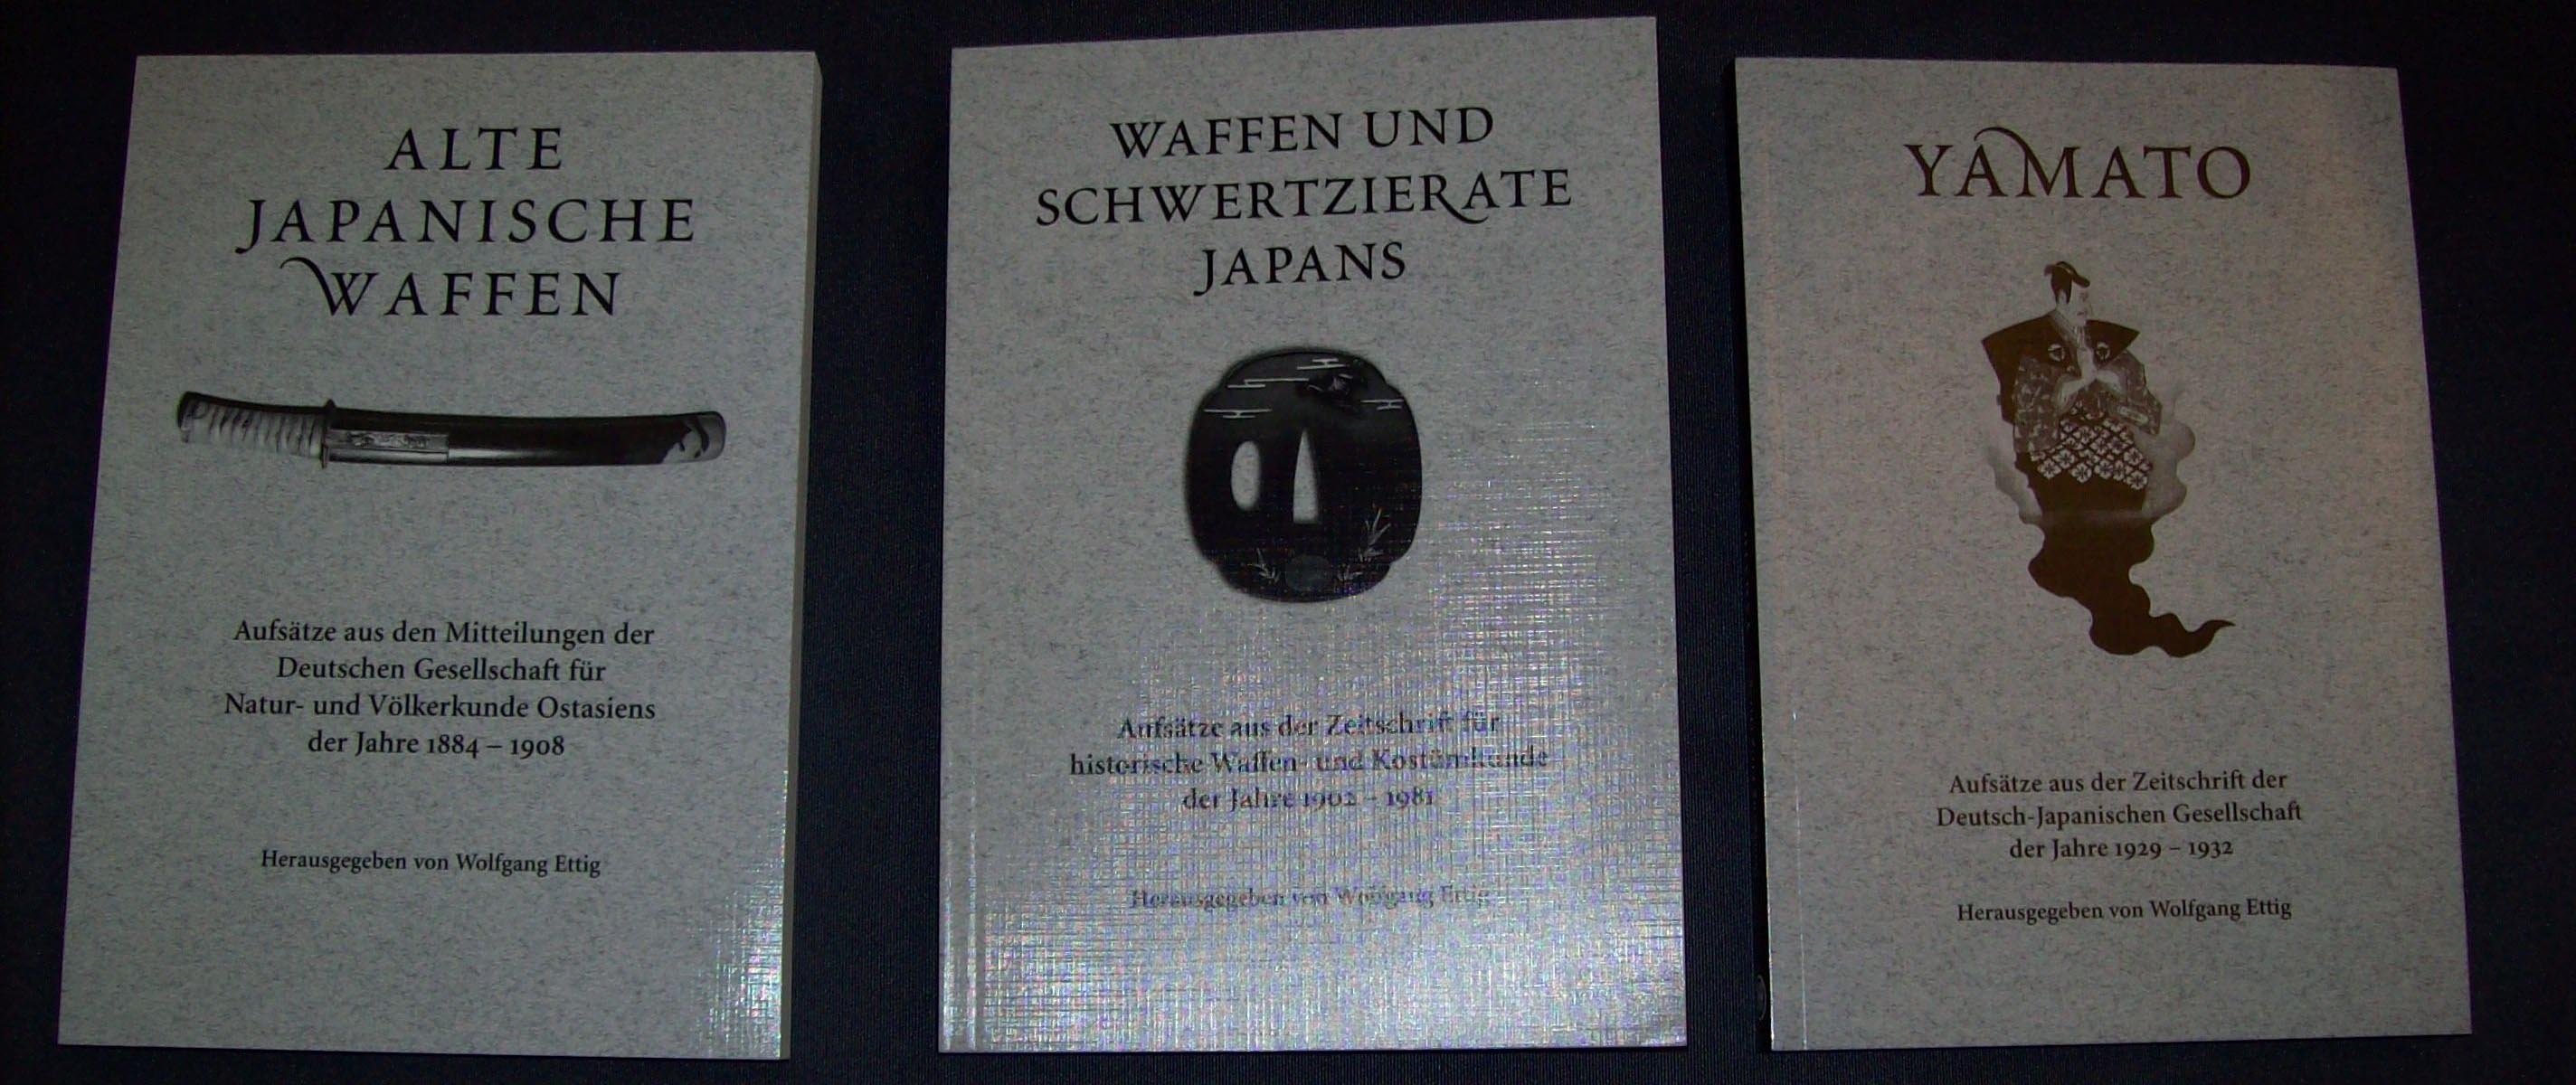 ALTE
JAPANISCHE
WAFFEN
Aufsätze aus den Mitteilungen der
Deutschen Gesellschaft für
Natur- und Völkerkunde Ostasiens
der Jahre 1884 – 1908
Herausgegeben von Wolfgang Ettig
WAFFEN UND
SCHWERTZIERATE
JAPANS
Aufsätze aus der Zeitschrift für
historische Waffen- und Kostümkunde
der Jahre 1902 – 1981
Herausgegeben von Wolfgang Ettig
YAMATO
Aufsätze aus der Zeitschrift der
Deutsch-Japanischen Gesellschaft
der Jahre 1929 – 1932
Herausgegeben von Wolfgang Ettig